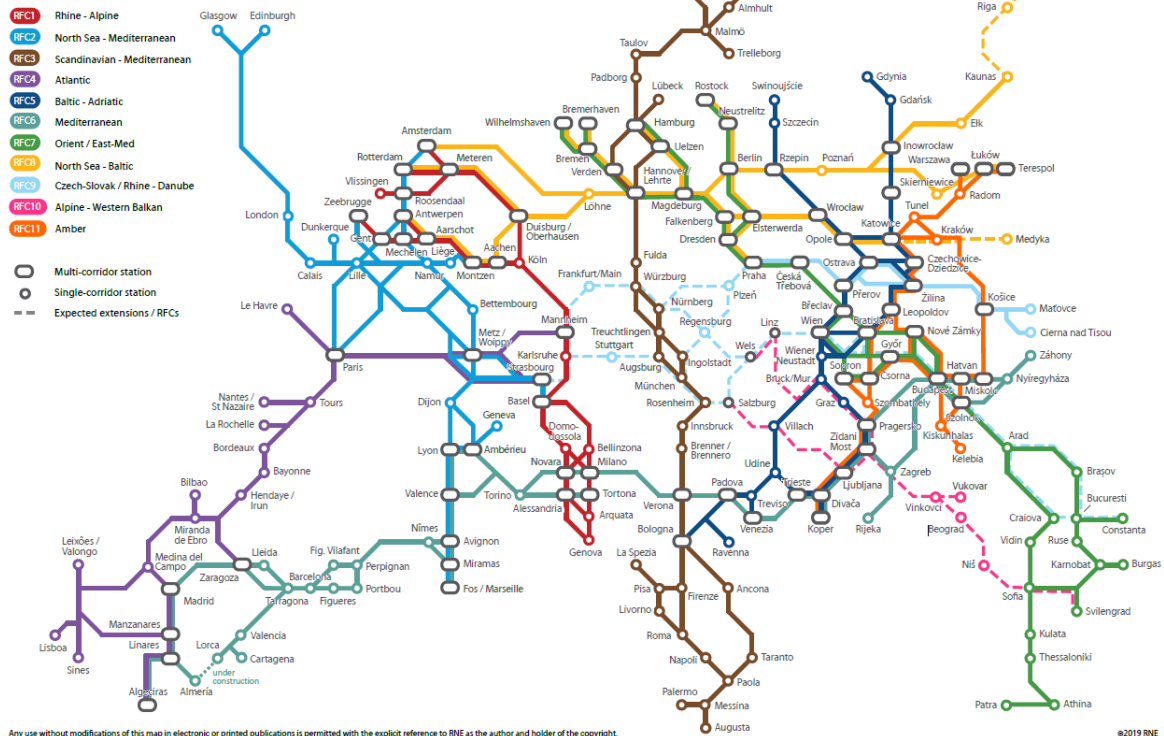 RFC1 Rhine - Alpine
RFC2 North Sea - Mediterranean
RFC3 Scandinavian - Mediterranean
RFC4 Atlantic
RFC5 Baltic - Adriatic
RFC6 Mediterranean
RFC7 Orient / East-Med
RFC8 North Sea - Baltic
RFC9 Czech-Slovak / Rhine - Danube
RFC10 Alpine - Western Balkan
RFC11 Amber
Multi-corridor station
Single-corridor station
Expected extensions / RFCs
Glasgow
Edinburgh
Almhult
Malmö
Trelleborg
Taulov
Padborg
Lübeck
Riga
Kaunas
Ełk
Rostock
Swinoujście
Gdynia
Gdańsk
Bremerhaven
Wilhelmshaven
Neustrelitz
Hamburg
Szczecin
Amsterdam
Bremen
Uelzen
Inowrocław
Rotterdam
Meteren
Verden
Hannover /
Lehrte
Berlin
Rzepin
Poznań
Warszawa
Łuków
Terespol
Vlissingen
Roosendaal
Magdeburg
Skierniewice
Radom
Zeebrugge
Antwerpen
Löhne
Falkenberg
Wroclaw
Tunel
London
Dunkerque
Aarschot
Duisburg /
Oberhausen
Elsterwerda
Katowice
Kraków
Gent
Mechelen
Liège
Aachen
Dresden
Opole
Medyka
Calais
Lille
Namur
Montzen
Köln
Fulda
Praha
Česká
Třebová
Ostrava
Czechowice-
Dziedzice
Frankfurt/Main
Würzburg
Plzeń
Přerov
Žilina
Košice
Le Havre
Bettembourg
Nürnberg
Břeclav
Leopoldov
Maťovce
Mannheim
Regensburg
Linz
Wien
Bratislava
Nové Zámky
Cierna nad Tisou
Metz /
Woippy
Treuchtlingen
Stuttgart
Wels
Wiener
Neustadt
Győr
Hatvan
Záhony
Paris
Karlsruhe
Strasbourg
Augsburg
Ingolstadt
Sopron
Csorna
Budapest
Miskolc
Nyíregyháza
Bruck/Mur
München
Nantes /
St Nazaire
Tours
Dijon
Basel
Rosenheim
Salzburg
Graz
Szombathely
Szolnok
La Rochelle
Geneva
Domo-
dossola
Innsbruck
Villach
Pragersko
Kiskunhalas
Arad
Bordeaux
Lyon
Ambérieu
Bellinzona
Brenner /
Brennero
Zidani
Most
Kelebia
Bayonne
Novara
Milano
Udine
Ljubljana
Zagreb
Brașov
Bilbao
Hendaye /
Irun
Valence
Torino
Tortona
Verona
Padova
Trieste
Treviso
Divača
Vinkovci
Vukovar
Bucuresti
Miranda
de Ebro
Alessandria
Arquata
Venezia
Koper
Rijeka
Beograd
Craiova
Constanta
Leixões /
Valongo
Nîmes
Avignon
Genova
Bologna
Ravenna
Vidin
Ruse
Medina del
Campo
Lleida
Fig. Vilafant
Perpignan
Miramas
La Spezia
Niš
Karnobat
Burgas
Zaragoza
Barcelona
Fos / Marseille
Pisa
Firenze
Ancona
Sofia
Madrid
Tarragona
Figueres
Portbou
Livorno
Svilengrad
Manzanares
Valencia
Roma
Kulata
Lisboa
Linares
Lorca
Cartagena
Napoli
Taranto
Thessaloniki
Sines
under
construction
Algeciras
Almería
Paola
Palermo
Messina
Patra
Athina
Augusta
Any use without modifications of this map in electronic or printed publications is permitted with the explicit reference to RNE as the author and holder of the copyright.
©2019 RNE